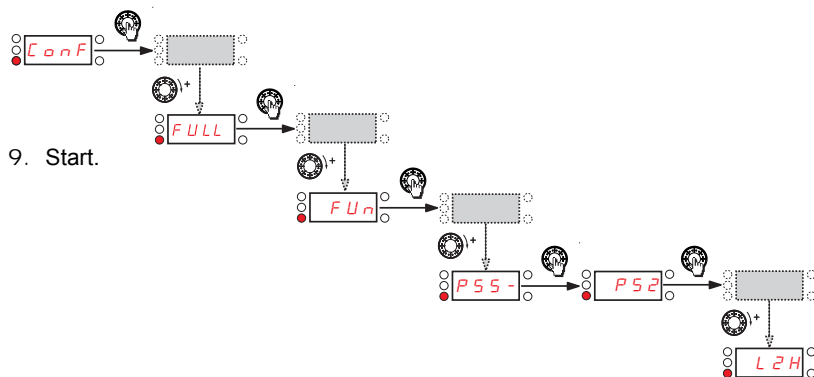 ConF
FULL
9. Start.
FUn
PSS- PS2
L2H